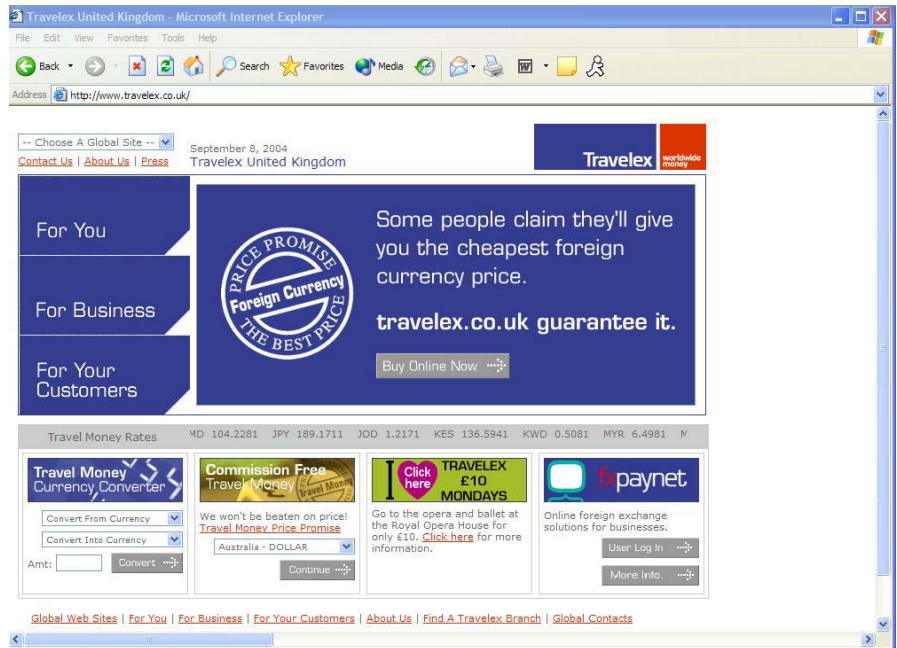 Travelex United Kingdom - Microsoft Internet Explorer
File Edit View Favorites Tools Help
Back Search Favorites Media
Address http://www.travelex.co.uk/
-- Choose A Global Site --
Contact Us | About Us | Press
September 8, 2004
Travelex United Kingdom
Travelex worldwide money
For You
For Business
For Your
Customers
PRICE PROMISE
Foreign Currency
THE BEST PRICE
Some people claim they'll give
you the cheapest foreign
currency price.
travelex.co.uk guarantee it.
Buy Online Now
Travel Money Rates MD 104.2281 JPY 189.1711 JOD 1.2171 KES 136.5941 KWD 0.5081 MYR 6.4981
Travel Money
Currency Converter
Convert From Currency
Convert Into Currency
Amt: Convert
Commission Free
Travel Money
Travel Money
We won't be beaten on price!
Travel Money Price Promise
Australia - DOLLAR
Continue
I Click here TRAVELEX
£10
MONDAYS
Go to the opera and ballet at
the Royal Opera House for
only £10. Click here for more
information.
fxpaynet
Online foreign exchange
solutions for businesses.
User Log In
More Info.
Global Web Sites | For You | For Business | For Your Customers | About Us | Find A Travelex Branch | Global Contacts